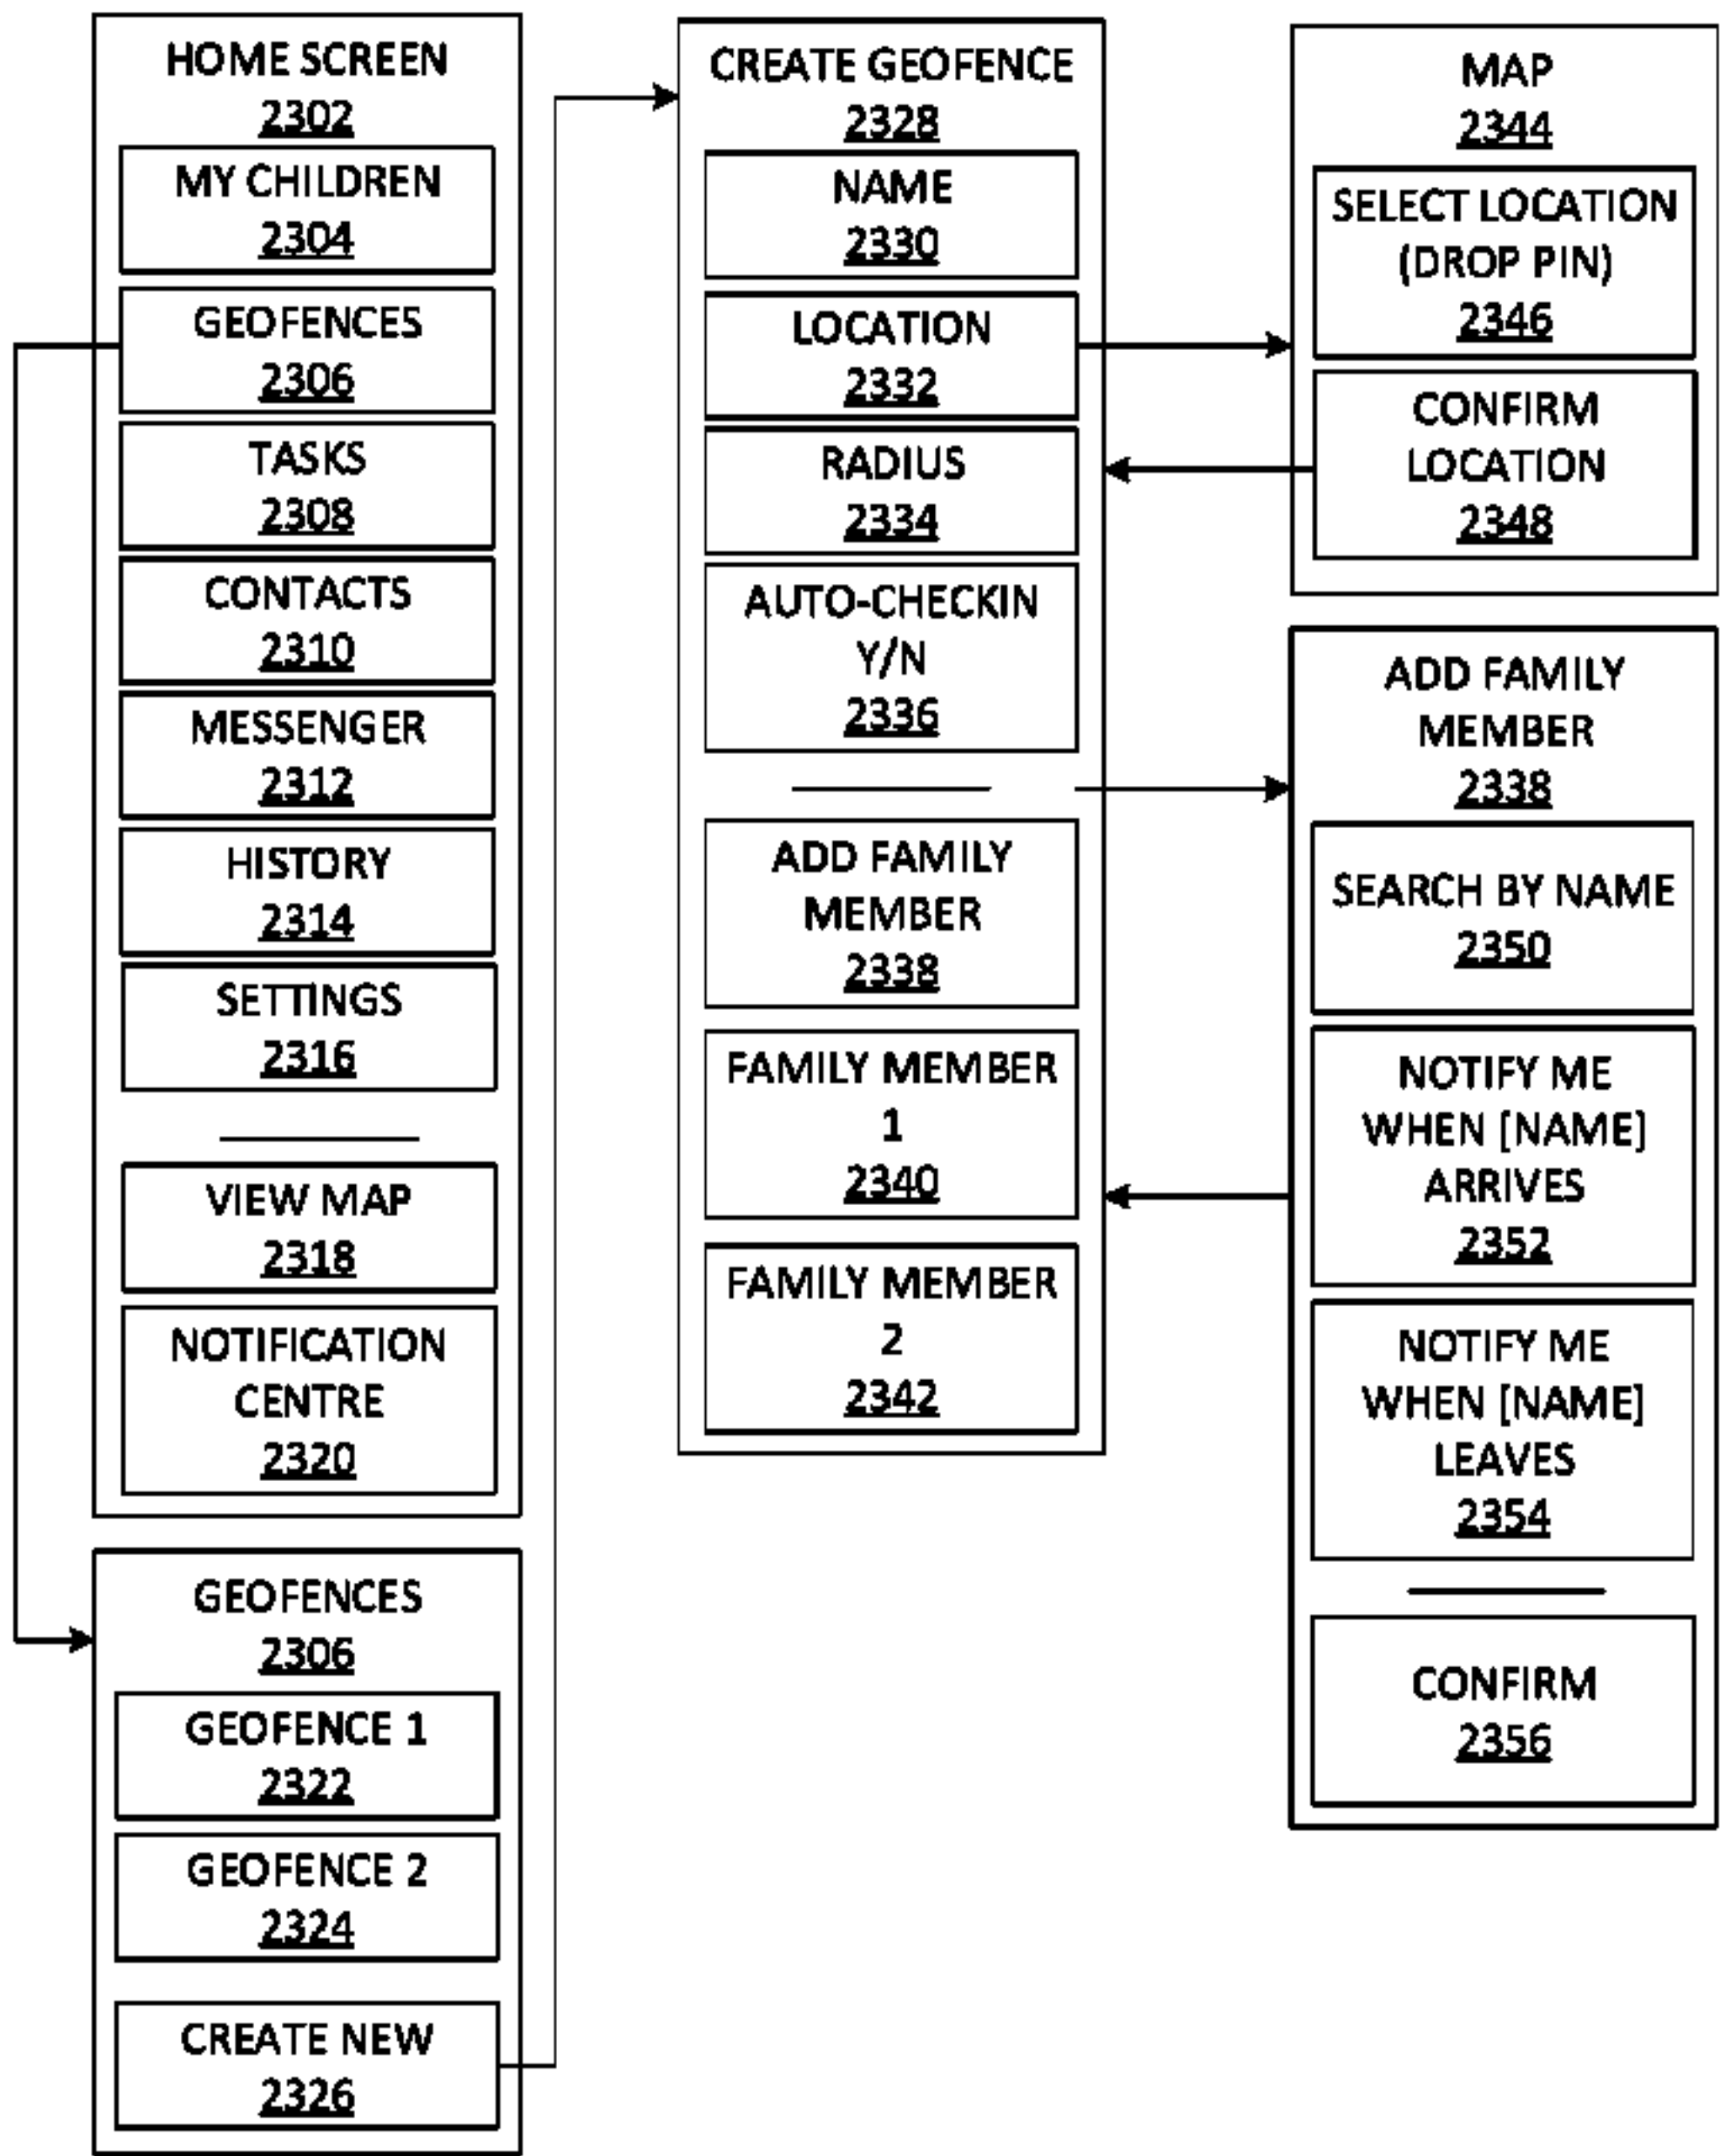 HOME SCREEN
2302
MY CHILDREN
2304
GEOFENCES
2306
TASKS
2308
CONTACTS
2310
MESSENGER
2312
HISTORY
2314
SETTINGS
2316
VIEW MAP
2318
NOTIFICATION
CENTRE
2320
GEOFENCES
2306
GEOFENCE 1
2322
GEOFENCE 2
2324
CREATE NEW
2326
CREATE GEOFENCE
2328
NAME
2330
LOCATION
2332
RADIUS
2334
AUTO-CHECKIN
Y/N
2336
ADD FAMILY
MEMBER
2338
FAMILY MEMBER
1
2340
FAMILY MEMBER
2
2342
MAP
2344
SELECT LOCATION
(DROP PIN)
2346
CONFIRM
LOCATION
2348
ADD FAMILY
MEMBER
2338
SEARCH BY NAME
2350
NOTIFY ME
WHEN [NAME]
ARRIVES
2352
NOTIFY ME
WHEN [NAME]
LEAVES
2354
CONFIRM
2356